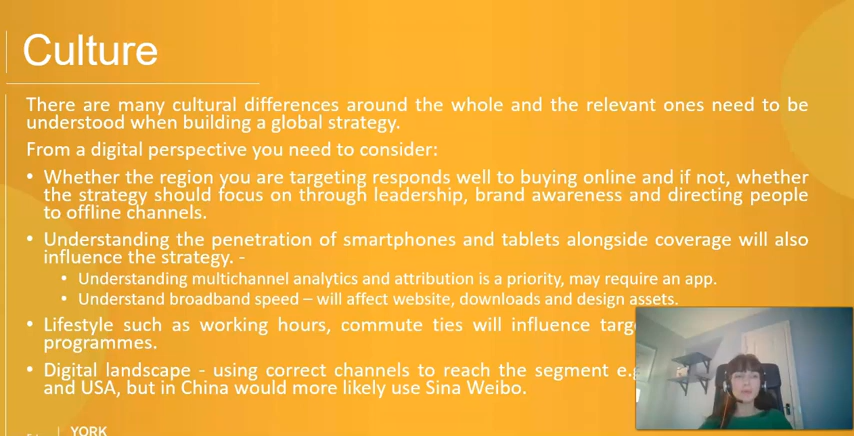 Culture
There are many cultural differences around the whole and the relevant ones need to be
understood when building a global strategy.
From a digital perspective you need to consider:
• Whether the region you are targeting responds well to buying online and if not, whether
the strategy should focus on through leadership, brand awareness and directing people
to offline channels.
• Understanding the penetration of smartphones and tablets alongside coverage will also
influence the strategy. -
• Understanding multichannel analytics and attribution is a priority, may require an app.
• Understand broadband speed – will affect website, downloads and design assets.
• Lifestyle such as working hours, commute ties will influence
programmes.
• Digital landscape - using correct channels to reach the segment
and USA, but in China would more likely use Sina Weibo.
YORK